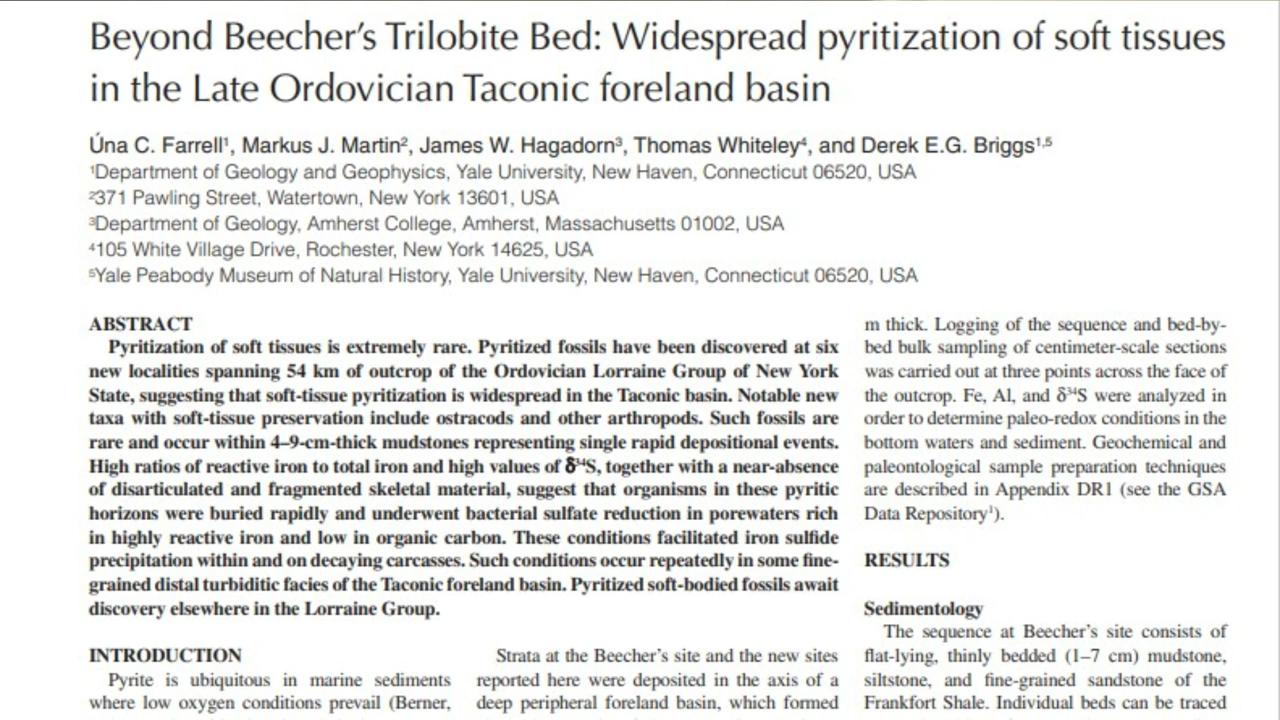 Beyond Beecher’s Trilobite Bed: Widespread pyritization of soft tissues
in the Late Ordovician Taconic foreland basin
Úna C. Farrell¹, Markus J. Martin², James W. Hagadorn³, Thomas Whiteley⁴, and Derek E.G. Briggs¹,⁵
¹Department of Geology and Geophysics, Yale University, New Haven, Connecticut 06520, USA
²371 Pawling Street, Watertown, New York 13601, USA
³Department of Geology, Amherst College, Amherst, Massachusetts 01002, USA
⁴105 White Village Drive, Rochester, New York 14625, USA
⁵Yale Peabody Museum of Natural History, Yale University, New Haven, Connecticut 06520, USA
ABSTRACT
Pyritization of soft tissues is extremely rare. Pyritized fossils have been discovered at six
new localities spanning 54 km of outcrop of the Ordovician Lorraine Group of New York
State, suggesting that soft-tissue pyritization is widespread in the Taconic basin. Notable new
taxa with soft-tissue preservation include ostracods and other arthropods. Such fossils are
rare and occur within 4–9-cm-thick mudstones representing single rapid depositional events.
High ratios of reactive iron to total iron and high values of δ³⁴S, together with a near-absence
of disarticulated and fragmented skeletal material, suggest that organisms in these pyritic
horizons were buried rapidly and underwent bacterial sulfate reduction in porewaters rich
in highly reactive iron and low in organic carbon. These conditions facilitated iron sulfide
precipitation within and on decaying carcasses. Such conditions occur repeatedly in some fine-
grained distal turbiditic facies of the Taconic foreland basin. Pyritized soft-bodied fossils await
discovery elsewhere in the Lorraine Group.
INTRODUCTION
Pyrite is ubiquitous in marine sediments
where low oxygen conditions prevail (Berner,
Strata at the Beecher’s site and the new sites
reported here were deposited in the axis of a
deep peripheral foreland basin, which formed
m thick. Logging of the sequence and bed-by-
bed bulk sampling of centimeter-scale sections
was carried out at three points across the face of
the outcrop. Fe, Al, and δ³⁴S were analyzed in
order to determine paleo-redox conditions in the
bottom waters and sediment. Geochemical and
paleontological sample preparation techniques
are described in Appendix DR1 (see the GSA
Data Repository¹).
RESULTS
Sedimentology
The sequence at Beecher’s site consists of
flat-lying, thinly bedded (1–7 cm) mudstone,
siltstone, and fine-grained sandstone of the
Frankfort Shale. Individual beds can be traced